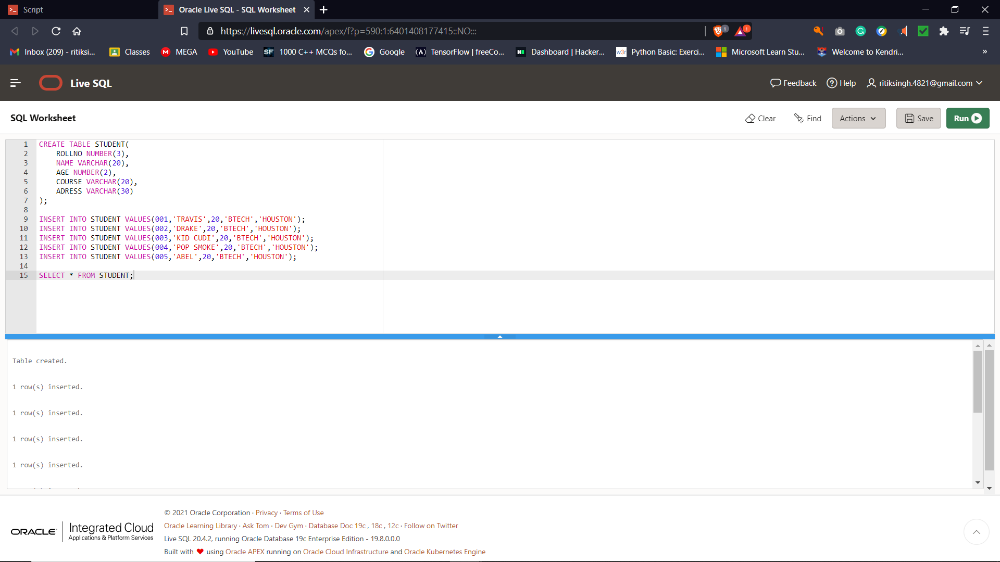 Script
Oracle Live SQL - SQL Worksheet
https://livesql.oracle.com/apex/f?p=590:1:6401408177415::NO:::
1
1
Inbox (209) - ritiksi...
Classes
MEGA
YouTube
SF 1000 C++ MCQs fo...
Google
TensorFlow | freeCo...
Dashboard | Hacker...
w3r Python Basic: Exerci...
Microsoft Learn Stu...
Welcome to Kendri...
»
Live SQL
Feedback
Help
ritiksingh.4821@gmail.com
SQL Worksheet
Clear
Find
Actions
Save
Run
1 CREATE TABLE STUDENT(
2 ROLLNO NUMBER(3),
3 NAME VARCHAR(20),
4 AGE NUMBER(2),
5 COURSE VARCHAR(20),
6 ADRESS VARCHAR(30)
7 );
8
9 INSERT INTO STUDENT VALUES(001,'TRAVIS',20,'BTECH','HOUSTON');
10 INSERT INTO STUDENT VALUES(002,'DRAKE',20,'BTECH','HOUSTON');
11 INSERT INTO STUDENT VALUES(003,'KID CUDI',20,'BTECH','HOUSTON');
12 INSERT INTO STUDENT VALUES(004,'POP SMOKE',20,'BTECH','HOUSTON');
13 INSERT INTO STUDENT VALUES(005,'ABEL',20,'BTECH','HOUSTON');
14
15 SELECT * FROM STUDENT;
Table created.
1 row(s) inserted.
1 row(s) inserted.
1 row(s) inserted.
1 row(s) inserted.
ORACLE Integrated Cloud
Applications & Platform Services
© 2021 Oracle Corporation · Privacy · Terms of Use
Oracle Learning Library · Ask Tom · Dev Gym · Database Doc 19c , 18c , 12c · Follow on Twitter
Live SQL 20.4.2, running Oracle Database 19c Enterprise Edition - 19.8.0.0.0
Built with ❤ using Oracle APEX running on Oracle Cloud Infrastructure and Oracle Kubernetes Engine